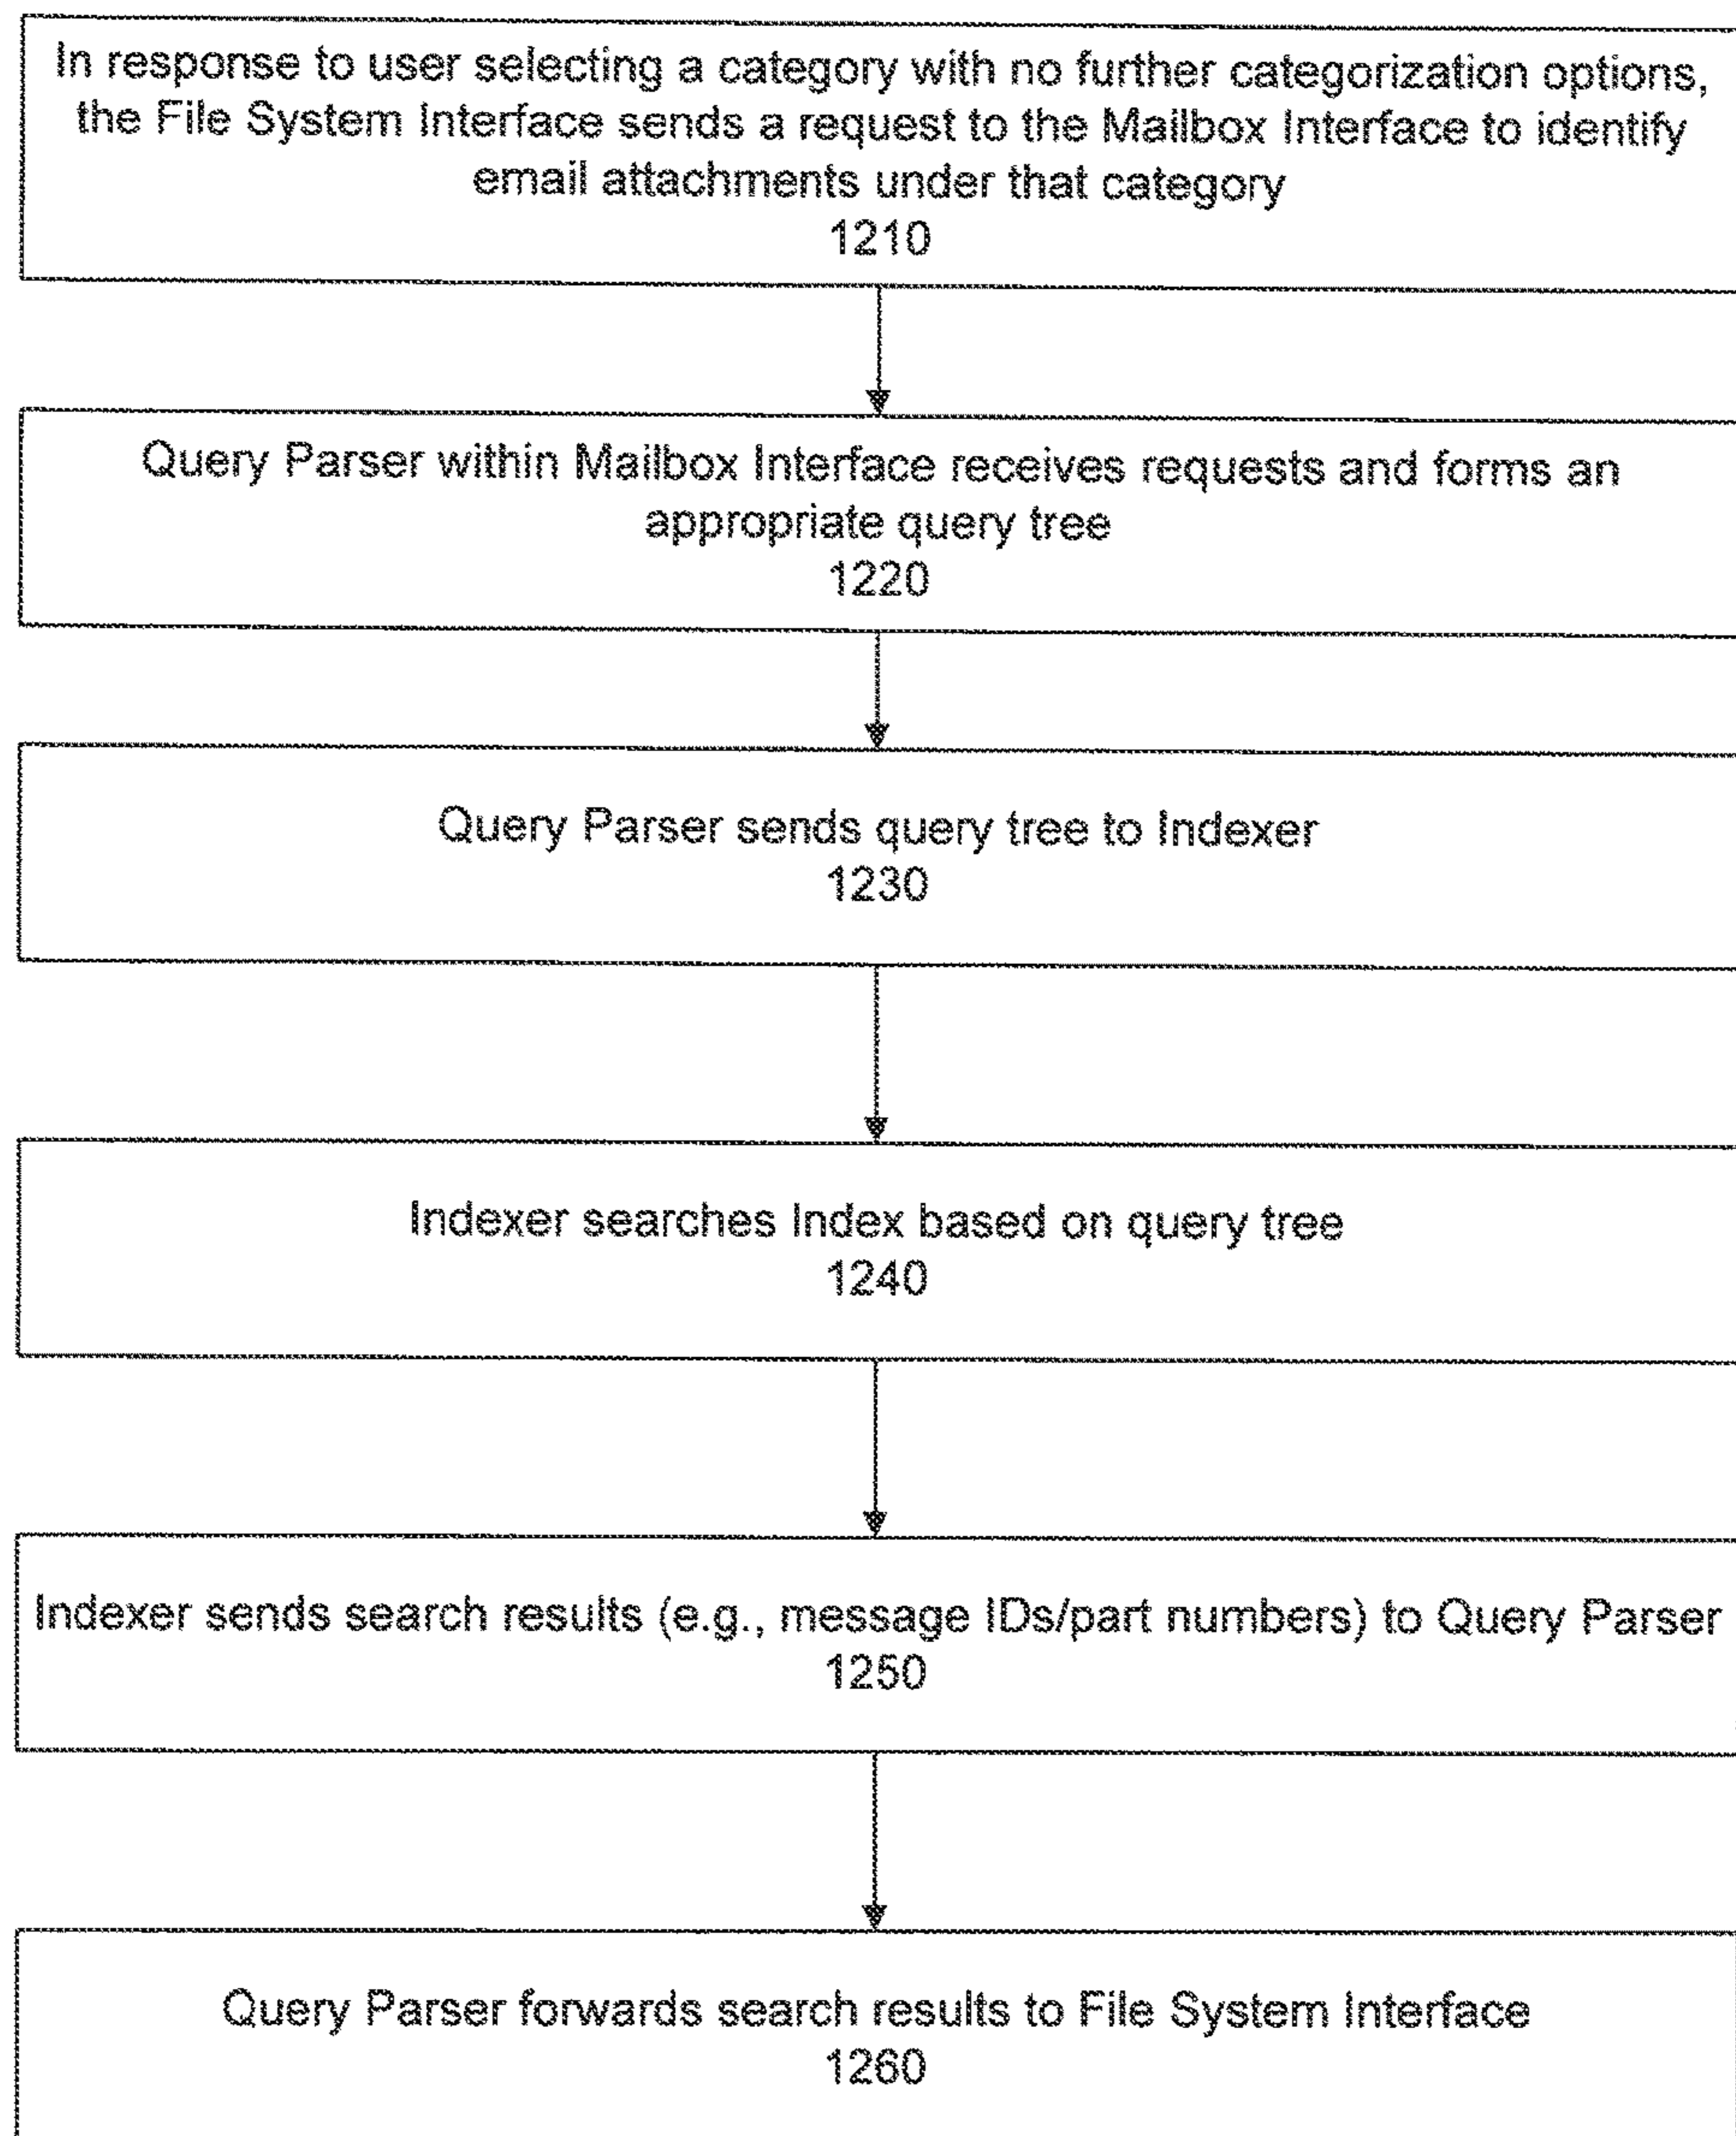 In response to user selecting a category with no further categorization options,
the File System Interface sends a request to the Mailbox Interface to identify
email attachments under that category
1210
Query Parser within Mailbox Interface receives requests and forms an
appropriate query tree
1220
Query Parser sends query tree to Indexer
1230
Indexer searches Index based on query tree
1240
Indexer sends search results (e.g., message IDs/part numbers) to Query Parser
1250
Query Parser forwards search results to File System Interface
1260